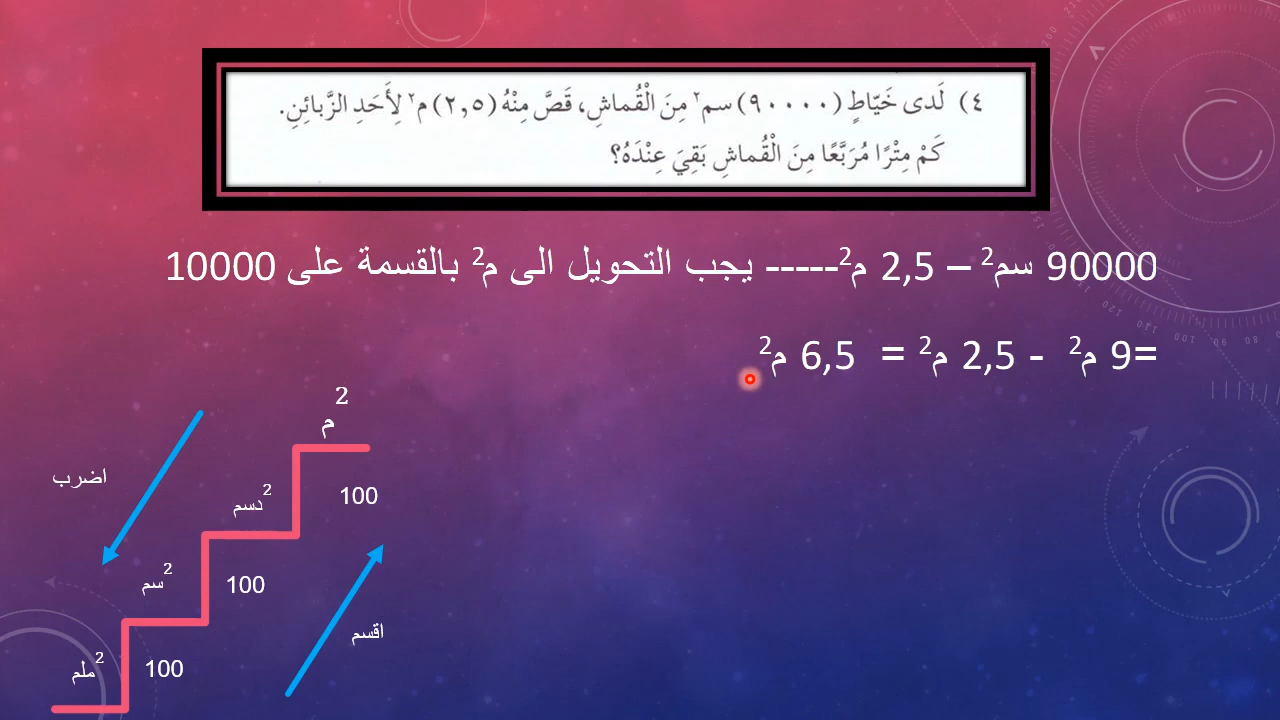 ٤) لَدى خَيّاطٍ (٩٠٠٠٠) سم٢ مِنَ الْقُماشِ، قَصَّ مِنْهُ (٢,٥) م٢ لِأَحَدِ الزَّبائِنِ.
كَمْ مِتْرًا مُرَبَّعًا مِنَ الْقُماشِ بَقِيَ عِنْدَهُ؟
90000 سم2 – 2,5 م2----- يجب التحويل الى م2 بالقسمة على 10000
=9 م2 - 2,5 م2 = 6,5 م2
م2
اضرب
دسم2
100
سم2
100
اقسم
ملم2
100